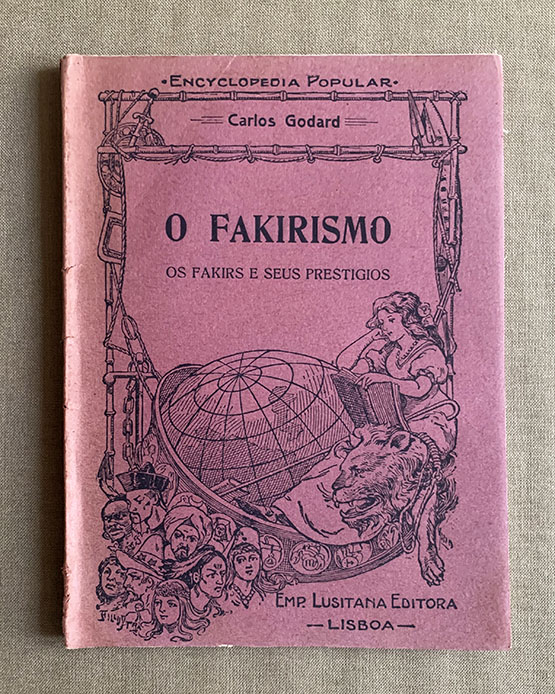 ·ENCYCLOPEDIA POPULAR·
Carlos Godard
O FAKIRISMO
OS FAKIRS E SEUS PRESTIGIOS
EMP. LUSITANA EDITORA
—LISBOA—